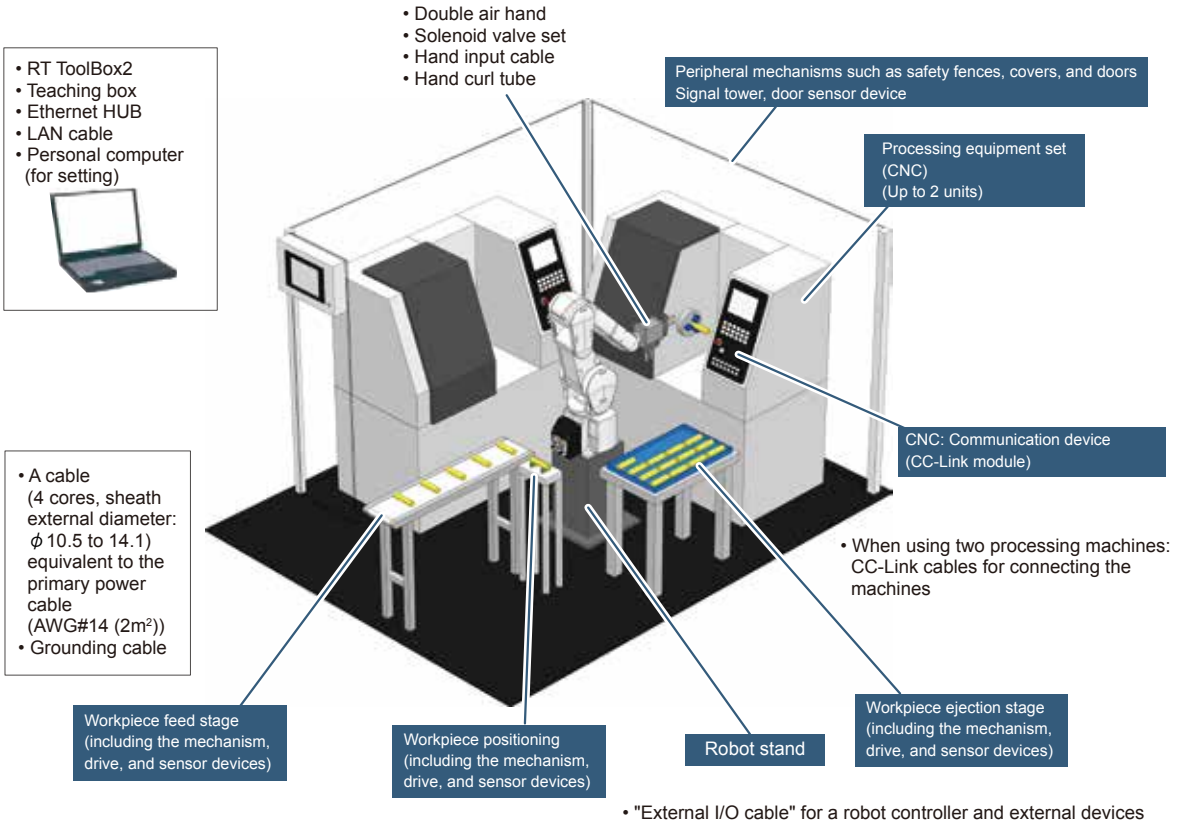 • Double air hand
• Solenoid valve set
• Hand input cable
• Hand curl tube
• RT ToolBox2
• Teaching box
• Ethernet HUB
• LAN cable
• Personal computer
(for setting)
Peripheral mechanisms such as safety fences, covers, and doors
Signal tower, door sensor device
Processing equipment set
(CNC)
(Up to 2 units)
CNC: Communication device
(CC-Link module)
• A cable
(4 cores, sheath
external diameter:
φ 10.5 to 14.1)
equivalent to the
primary power
cable
(AWG#14 (2m²))
• Grounding cable
• When using two processing machines:
CC-Link cables for connecting the
machines
Workpiece feed stage
(including the mechanism,
drive, and sensor devices)
Workpiece positioning
(including the mechanism,
drive, and sensor devices)
Robot stand
Workpiece ejection stage
(including the mechanism,
drive, and sensor devices)
• "External I/O cable" for a robot controller and external devices